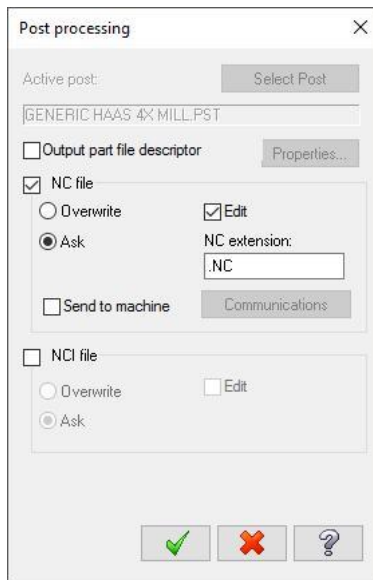 Post processing
Active post:
Select Post
GENERIC HAAS 4X MILL.PST
Output part file descriptor
Properties...
NC file
Overwrite
Edit
Ask
NC extension:
.NC
Send to machine
Communications
NCI file
Overwrite
Edit
Ask